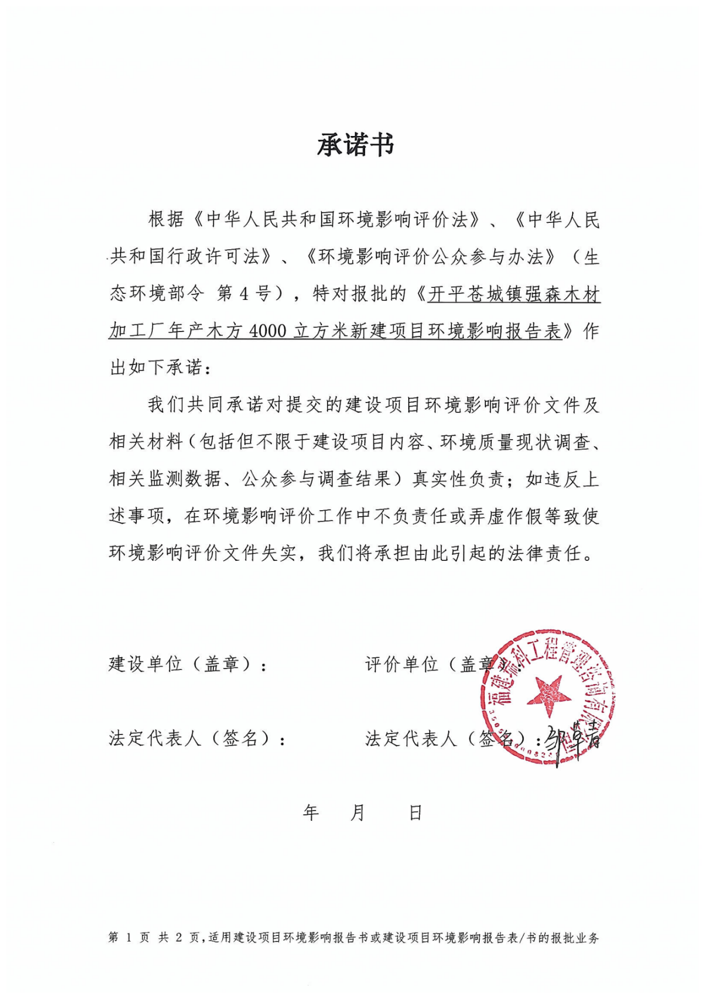 承诺书
根据《中华人民共和国环境影响评价法》、《中华人民
共和国行政许可法》、《环境影响评价公众参与办法》（生
态环境部令 第 4 号），特对报批的《开平苍城镇强森木材
加工厂年产木方 4000 立方米新建项目环境影响报告表》作
出如下承诺：
我们共同承诺对提交的建设项目环境影响评价文件及
相关材料（包括但不限于建设项目内容、环境质量现状调查、
相关监测数据、公众参与调查结果）真实性负责；如违反上
述事项，在环境影响评价工作中不负责任或弄虚作假等致使
环境影响评价文件失实，我们将承担由此引起的法律责任。
建设单位（盖章）：
评价单位（盖章）：
福建瑞科工程管理咨询有限公司
法定代表人（签名）：
法定代表人（签名）：
年 月 日
第 1 页 共 2 页,适用建设项目环境影响报告书或建设项目环境影响报告表/书的报批业务